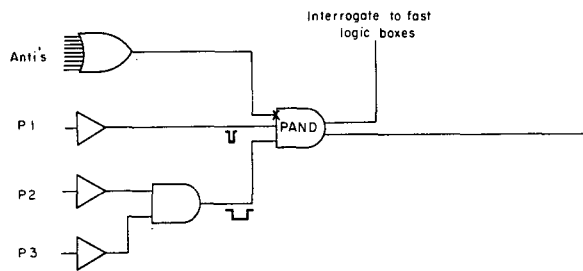 Interrogate to fast
logic boxes
Anti's
P1
PAND
P2
P3